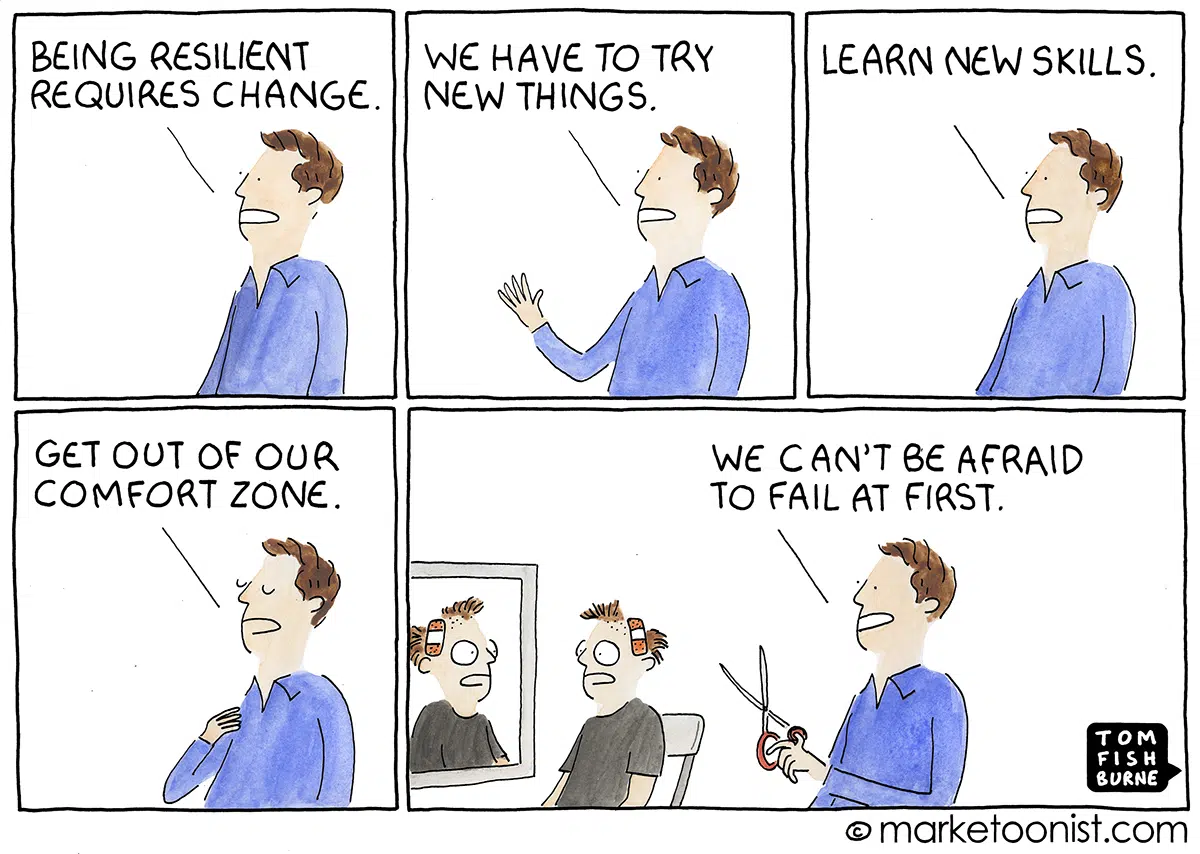 BEING RESILIENT
REQUIRES CHANGE.
WE HAVE TO TRY
NEW THINGS.
LEARN NEW SKILLS.
GET OUT OF OUR
COMFORT ZONE.
WE CAN'T BE AFRAID
TO FAIL AT FIRST.
TOM
FISH
BURNE
© marketoonist.com